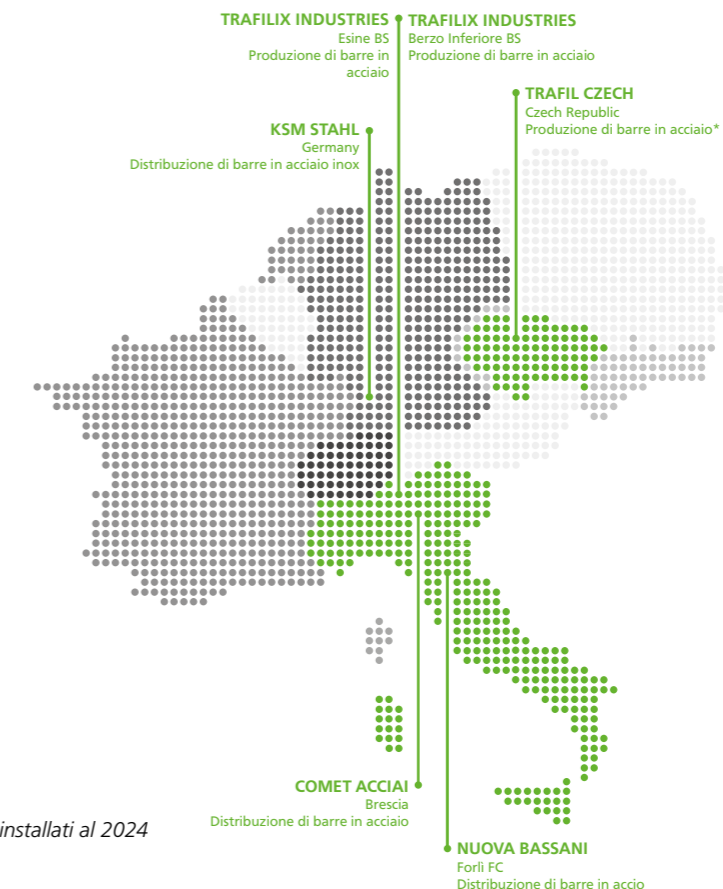 TRAFILIX INDUSTRIES
Esine BS
Produzione di barre in
acciaio
TRAFILIX INDUSTRIES
Berzo Inferiore BS
Produzione di barre in acciaio
TRAFIL CZECH
Czech Republic
Produzione di barre in acciaio*
KSM STAHL
Germany
Distribuzione di barre in acciaio inox
COMET ACCIAI
Brescia
Distribuzione di barre in acciaio
installati al 2024
NUOVA BASSANI
Forlì FC
Distribuzione di barre in accio